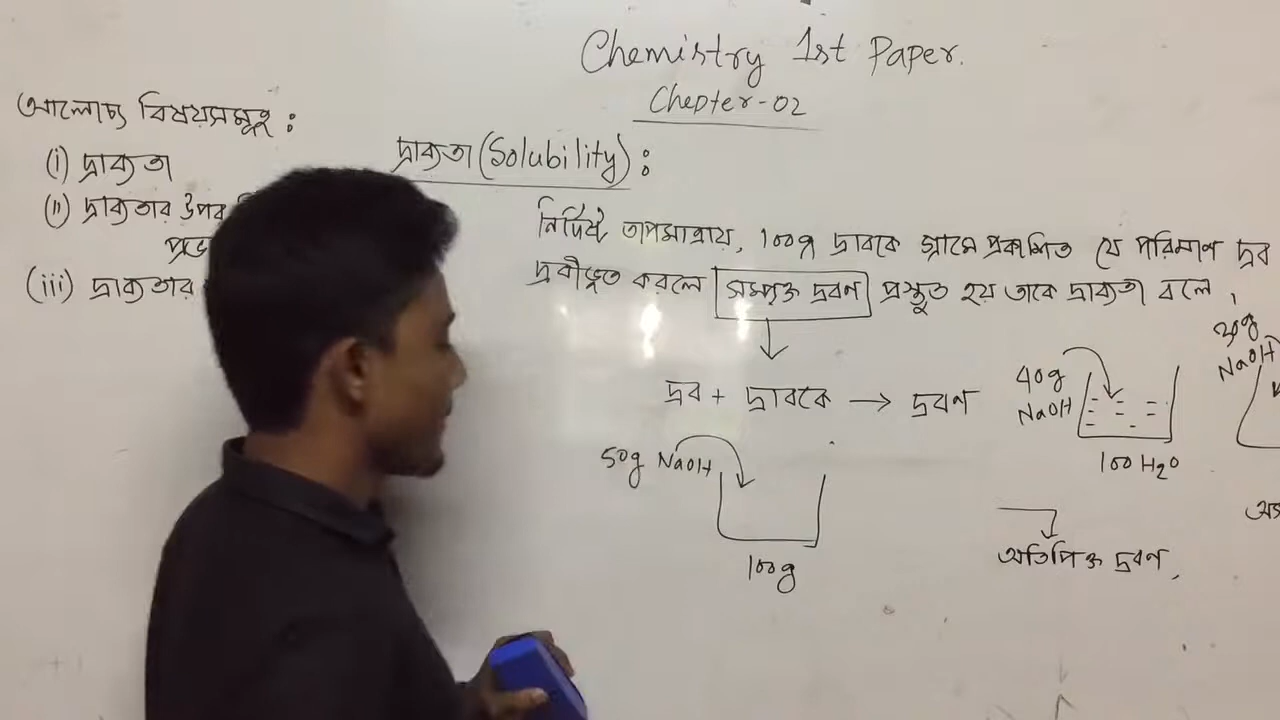 Chemistry 1st Paper.
Chepter-02
আলোচ্য বিষয়সমূহ :
(i) দ্রাব্যতা
(ii) দ্রাব্যতার উপর
(iii) দ্রাব্যতার
দ্রাব্যতা (Solubility) :
নির্দিষ্ট তাপমাত্রায়, 100g দ্রাবকে গ্রামে প্রকাশিত যে পরিমাণ দ্রব
দ্রবীভূত করলে সম্পৃক্ত দ্রবণ প্রস্তুত হয় তাকে দ্রাব্যতা বলে,
দ্রব + দ্রাবকে → দ্রবণ
50g NaOH
100g
40g
NaOH
100 H2O
NaOH
দ্রবণ,